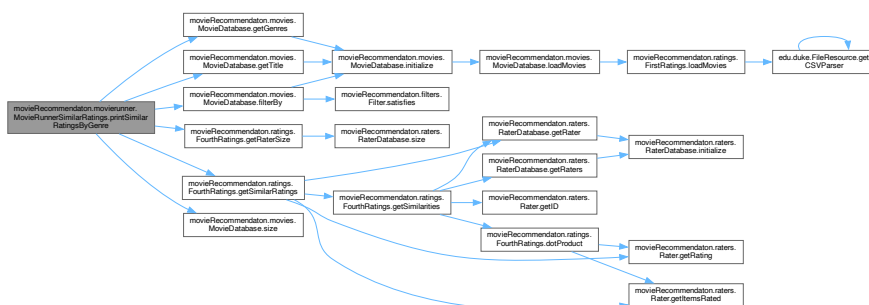 movieRecommendaton.movierunner.
MovieRunnerSimilarRatings.printSimilar
RatingsByGenre
movieRecommendaton.movies.
MovieDatabase.getGenres
movieRecommendaton.movies.
MovieDatabase.getTitle
movieRecommendaton.movies.
MovieDatabase.filterBy
movieRecommendaton.ratings.
FourthRatings.getRaterSize
movieRecommendaton.ratings.
FourthRatings.getSimilarRatings
movieRecommendaton.movies.
MovieDatabase.size
movieRecommendaton.movies.
MovieDatabase.initialize
movieRecommendaton.filters.
Filter.satisfies
movieRecommendaton.raters.
RaterDatabase.size
movieRecommendaton.ratings.
FourthRatings.getSimilarities
movieRecommendaton.movies.
MovieDatabase.loadMovies
movieRecommendaton.raters.
RaterDatabase.getRater
movieRecommendaton.raters.
RaterDatabase.getRaters
movieRecommendaton.raters.
Rater.getID
movieRecommendaton.ratings.
FourthRatings.dotProduct
movieRecommendaton.ratings.
FirstRatings.loadMovies
movieRecommendaton.raters.
RaterDatabase.initialize
movieRecommendaton.raters.
Rater.getRating
movieRecommendaton.raters.
Rater.getItemsRated
edu.duke.FileResource.get
CSVParser